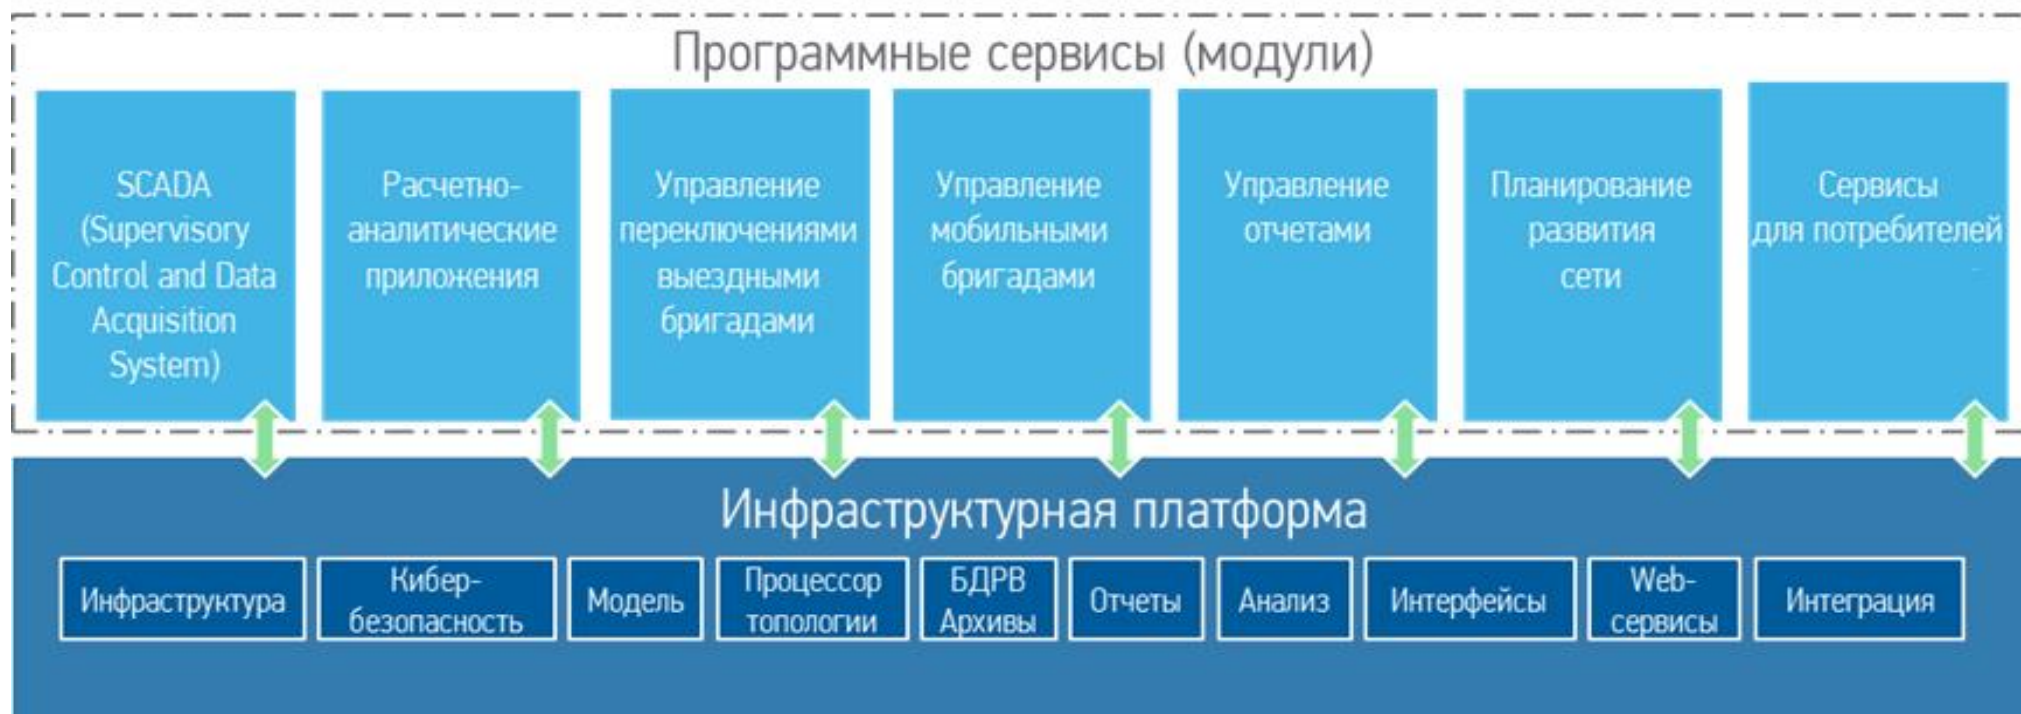 Программные сервисы (модули)
SCADA
(Supervisory
Control and Data
Acquisition
System)
Расчетно-
аналитические
приложения
Управление
переключениями
выездными
бригадами
Управление
мобильными
бригадами
Управление
отчетами
Планирование
развития
сети
Сервисы
для потребителей
Инфраструктурная платформа
Инфраструктура
Кибер-
безопасность
Модель
Процессор
топологии
БДРВ
Архивы
Отчеты
Анализ
Интерфейсы
Web-
сервисы
Интеграция